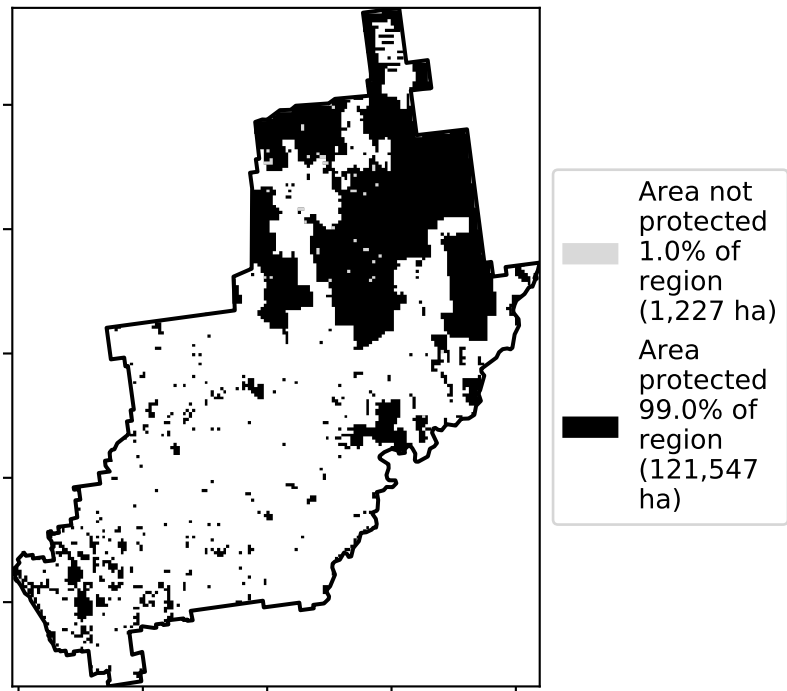 Area not
protected
1.0% of
region
(1,227 ha)
Area
protected
99.0% of
region
(121,547
ha)